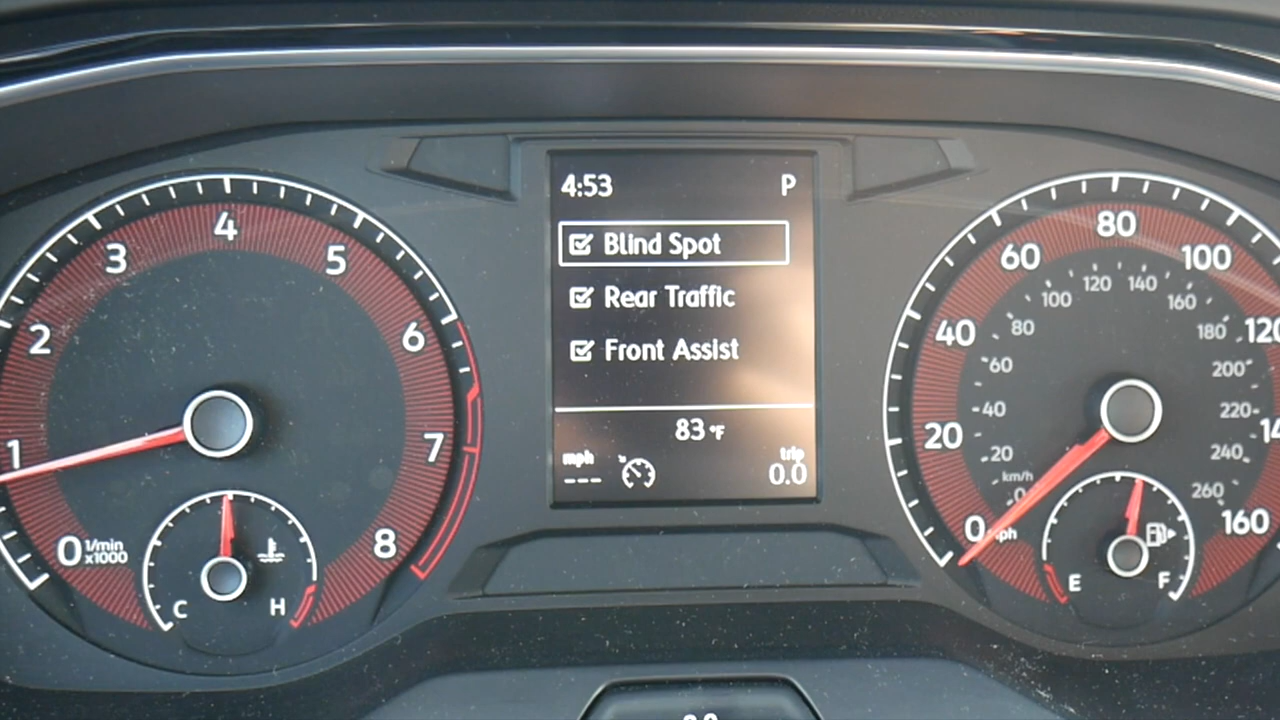 4:53 P
Blind Spot
Rear Traffic
Front Assist
83 °F
mph trip
--- 0.0
0 1 2 3 4 5 6 7 8
1/min
x1000
C H
0 20 40 60 80 100 120 160
0 20 40 60 80 100 120 140 160 180 200 220 240 260
km/h
E F